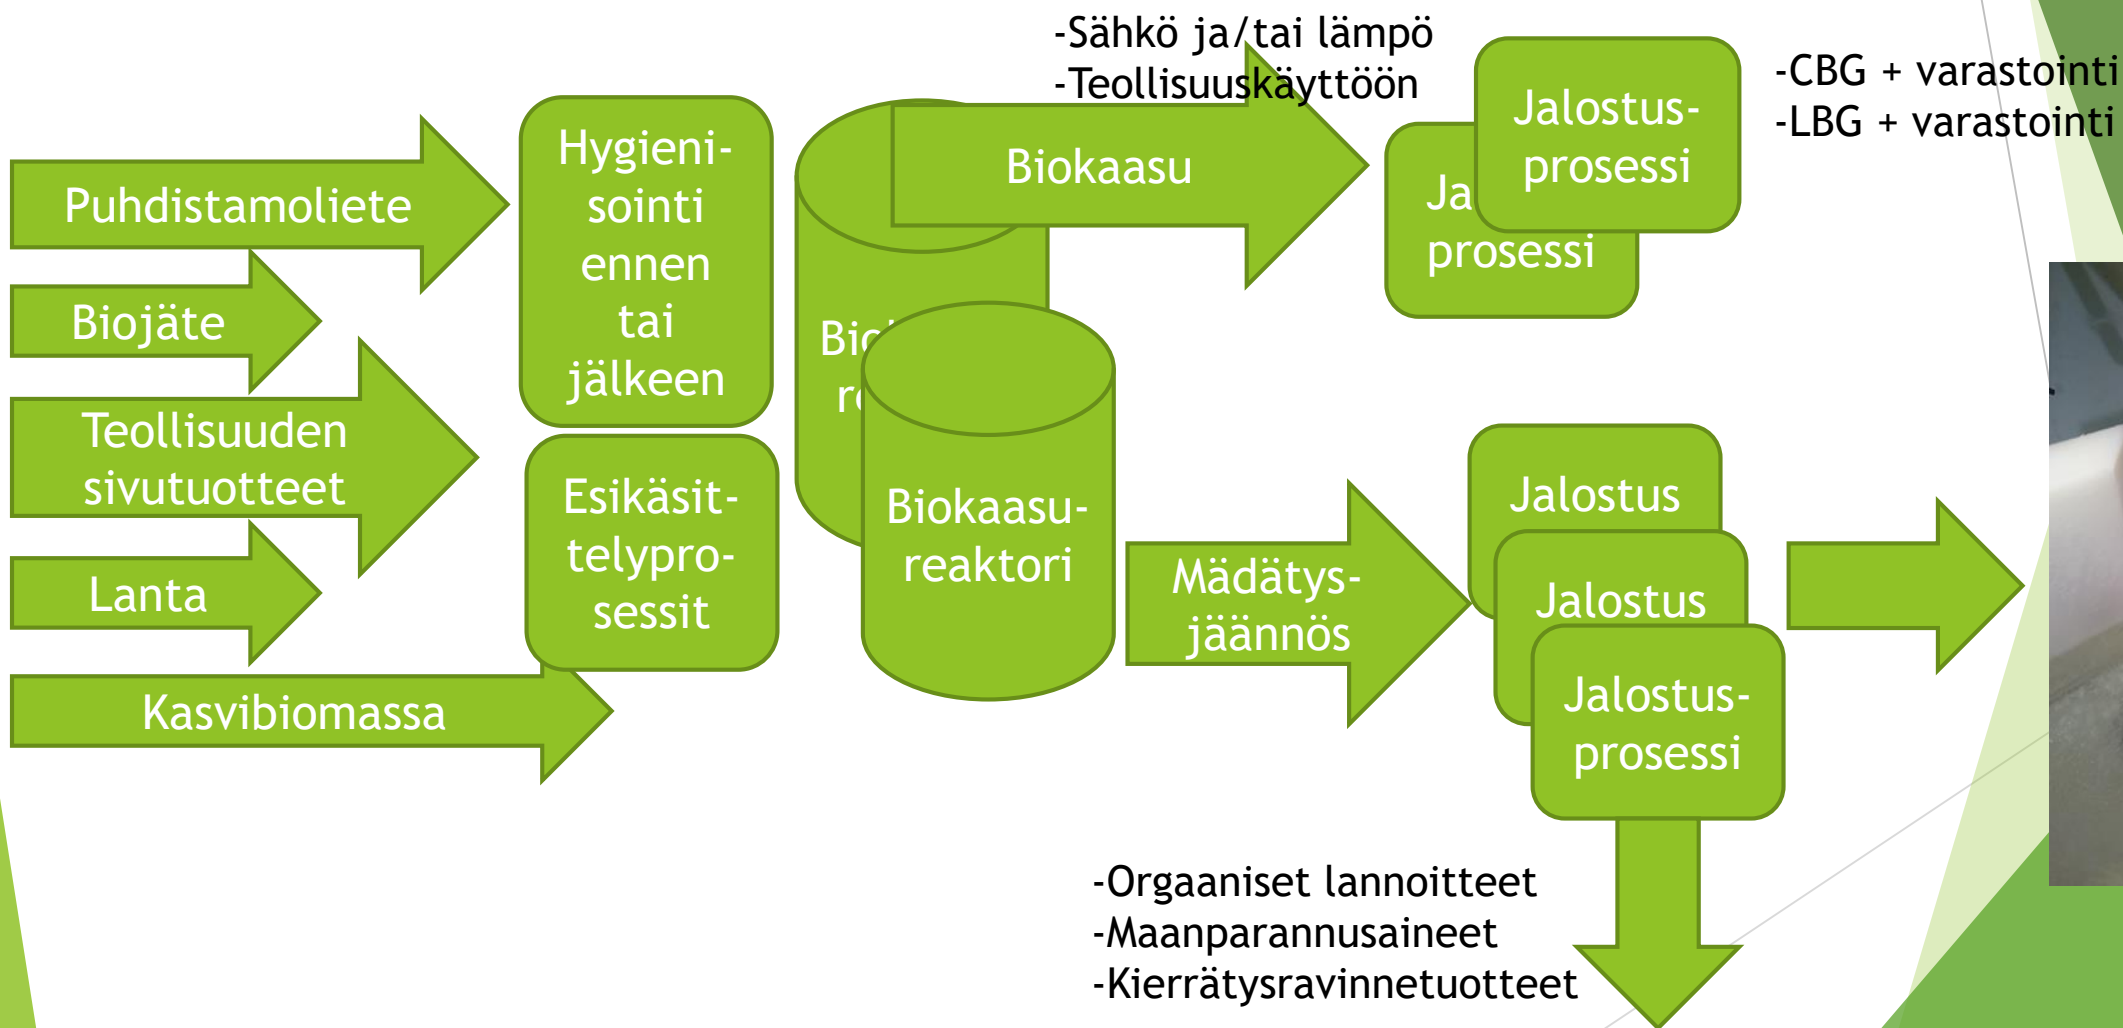 -Sähkö ja/tai lämpö
-Teollisuuskäyttöön
-CBG + varastointi
-LBG + varastointi
Puhdistamoliete
Biojäte
Teollisuuden
sivutuotteet
Lanta
Kasvibiomassa
Hygieni-
sointi
ennen
tai
jälkeen
Esikäsit-
telypro-
sessit
Biokaasu-
reaktori
Biokaasu
Jalostus-
prosessi
prosessi
Mädätys-
jäännös
Jalostus
Jalostus
Jalostus-
prosessi
-Orgaaniset lannoitteet
-Maanparannusaineet
-Kierrätysravinnetuotteet